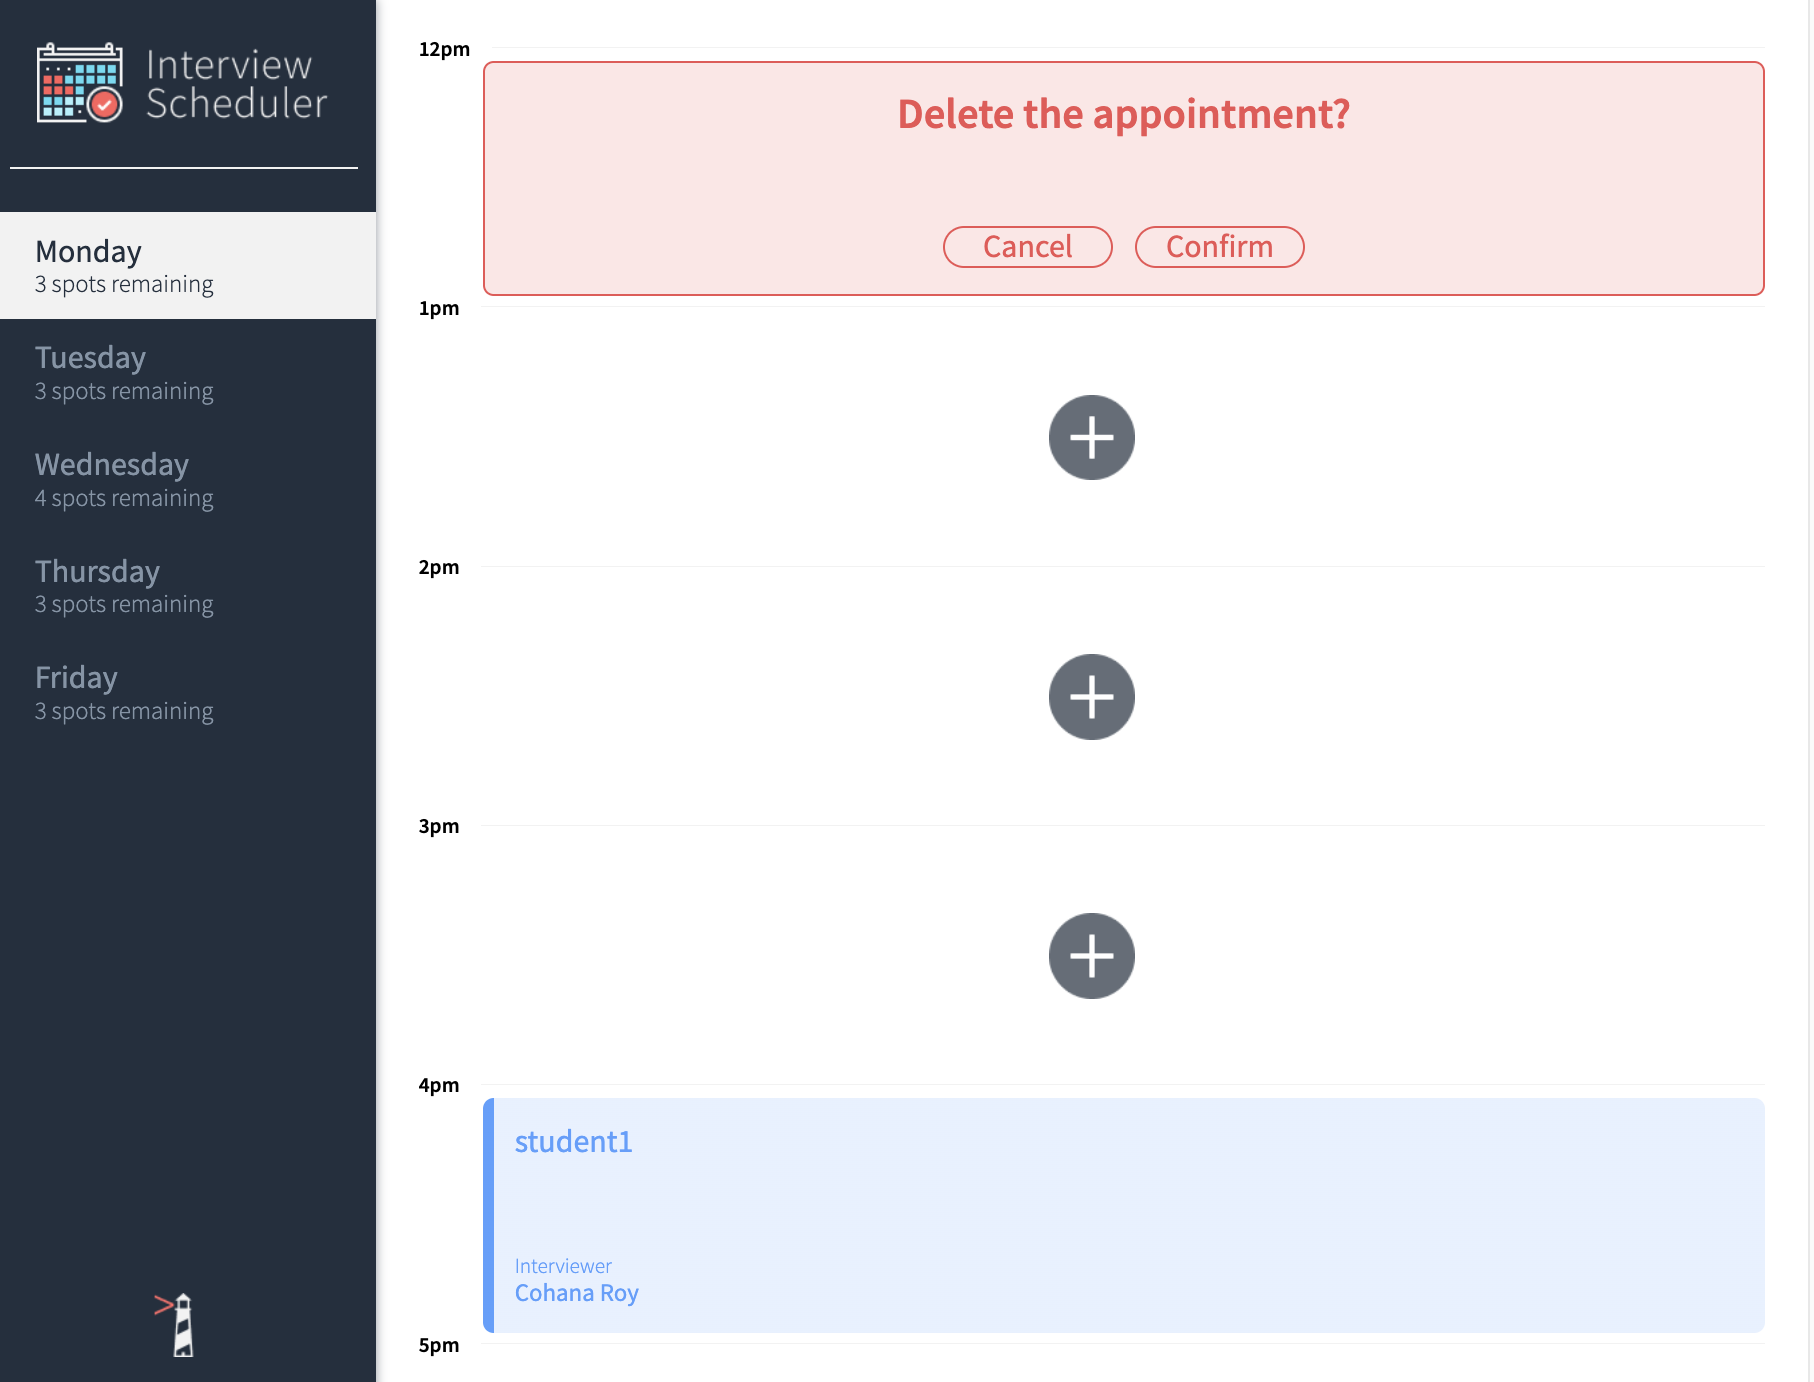 Interview
Scheduler
Monday
3 spots remaining
Tuesday
3 spots remaining
Wednesday
4 spots remaining
Thursday
3 spots remaining
Friday
3 spots remaining
12pm
Delete the appointment?
Cancel Confirm
1pm
2pm
3pm
4pm
student1
Interviewer
Cohana Roy
5pm